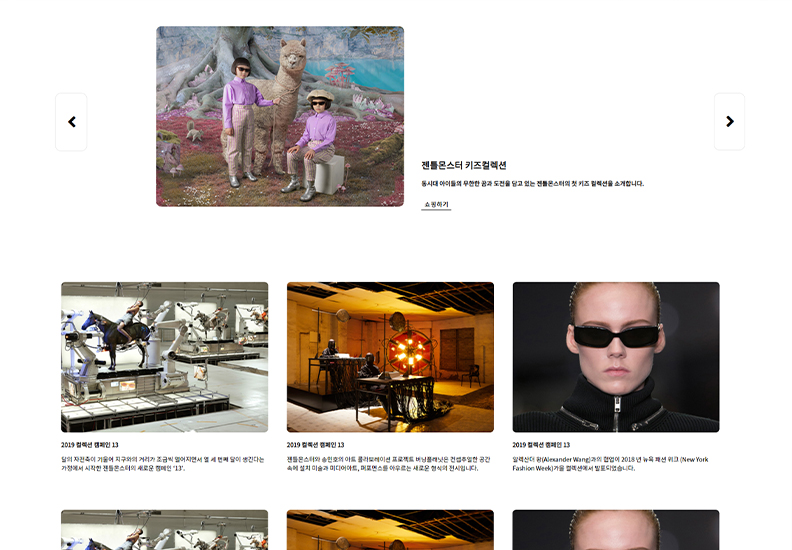 젠틀몬스터 키즈컬렉션
동시대 아이들의 무한한 꿈과 도전을 담고 있는 젠틀몬스터의 첫 키즈 컬렉션을 소개합니다.
쇼핑하기
2019 컬렉션 캠페인 13
달의 자전축이 기울어 지구와의 거리가 조금씩 멀어지면서 열 세 번째 달이 생긴다는
가정에서 시작한 젠틀몬스터의 새로운 캠페인 '13'.
2019 컬렉션 캠페인 13
젠틀몬스터와 송민호의 아트 콜라보레이션 프로젝트 버닝플래닛은 컨셉추얼한 공간
속에 설치 미술과 미디어아트, 퍼포먼스를 아우르는 새로운 형식의 전시입니다.
2019 컬렉션 캠페인 13
알렉산더 왕(Alexander Wang)과의 협업이 2018 년 뉴욕 패션 위크 (New York
Fashion Week)가을 컬렉션에서 발표되었습니다.